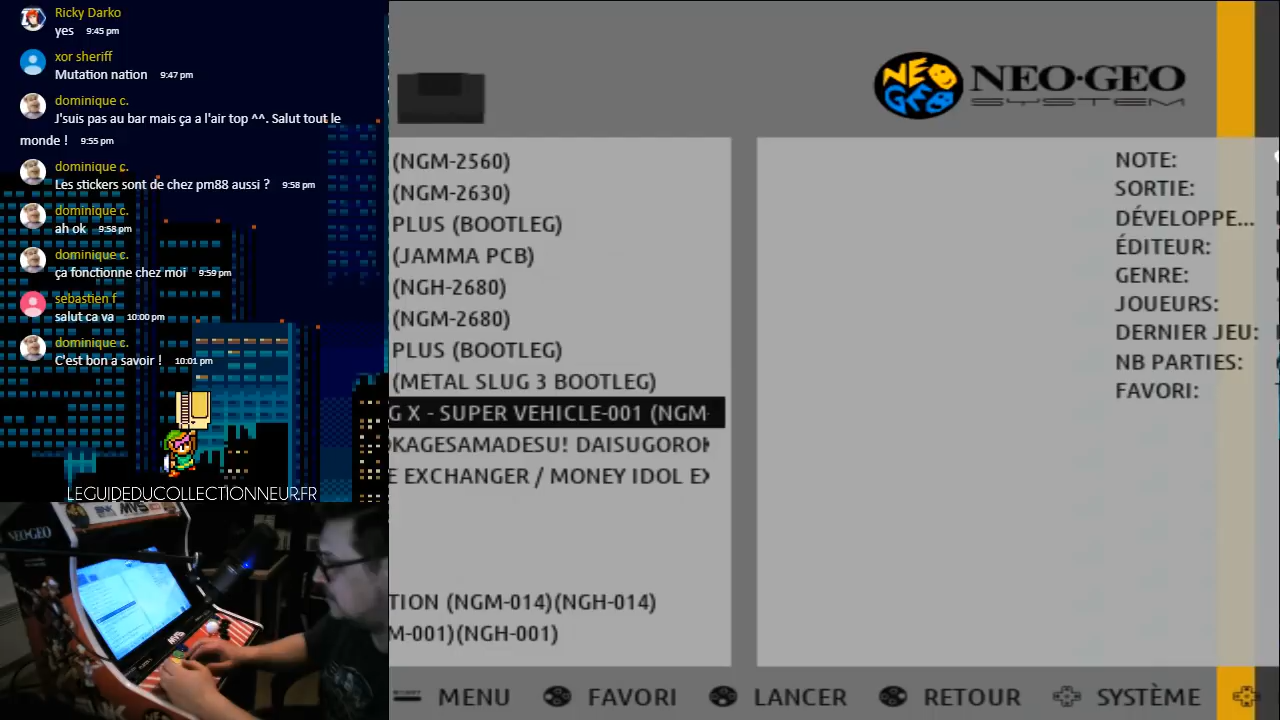 Ricky Darko
yes 9:45 pm
xor sheriff
Mutation nation 9:47 pm
dominique c.
J'suis pas au bar mais ça a l'air top ^^. Salut tout le
monde ! 9:55 pm
dominique c.
Les stickers sont de chez pm88 aussi ? 9:58 pm
dominique c.
ah ok 9:58 pm
dominique c.
ça fonctionne chez moi 9:59 pm
sebastien f
salut ca va 10:00 pm
dominique c.
C'est bon a savoir ! 10:01 pm
LEGUIDEDUCOLLECTIONNEUR.FR
NEO-GEO
MVS
MVS
NEO GEO
NEO·GEO
SYSTEM
(NGM-2560)
(NGM-2630)
PLUS (BOOTLEG)
(JAMMA PCB)
(NGH-2680)
(NGM-2680)
PLUS (BOOTLEG)
(METAL SLUG 3 BOOTLEG)
G X - SUPER VEHICLE-001 (NGM-
OKAGESAMADESU! DAISUGOROK
E EXCHANGER / MONEY IDOL EX
TION (NGM-014)(NGH-014)
M-001)(NGH-001)
NOTE:
SORTIE:
DÉVELOPPE...
ÉDITEUR:
GENRE:
JOUEURS:
DERNIER JEU:
NB PARTIES:
FAVORI:
MENU FAVORI LANCER RETOUR SYSTÈME